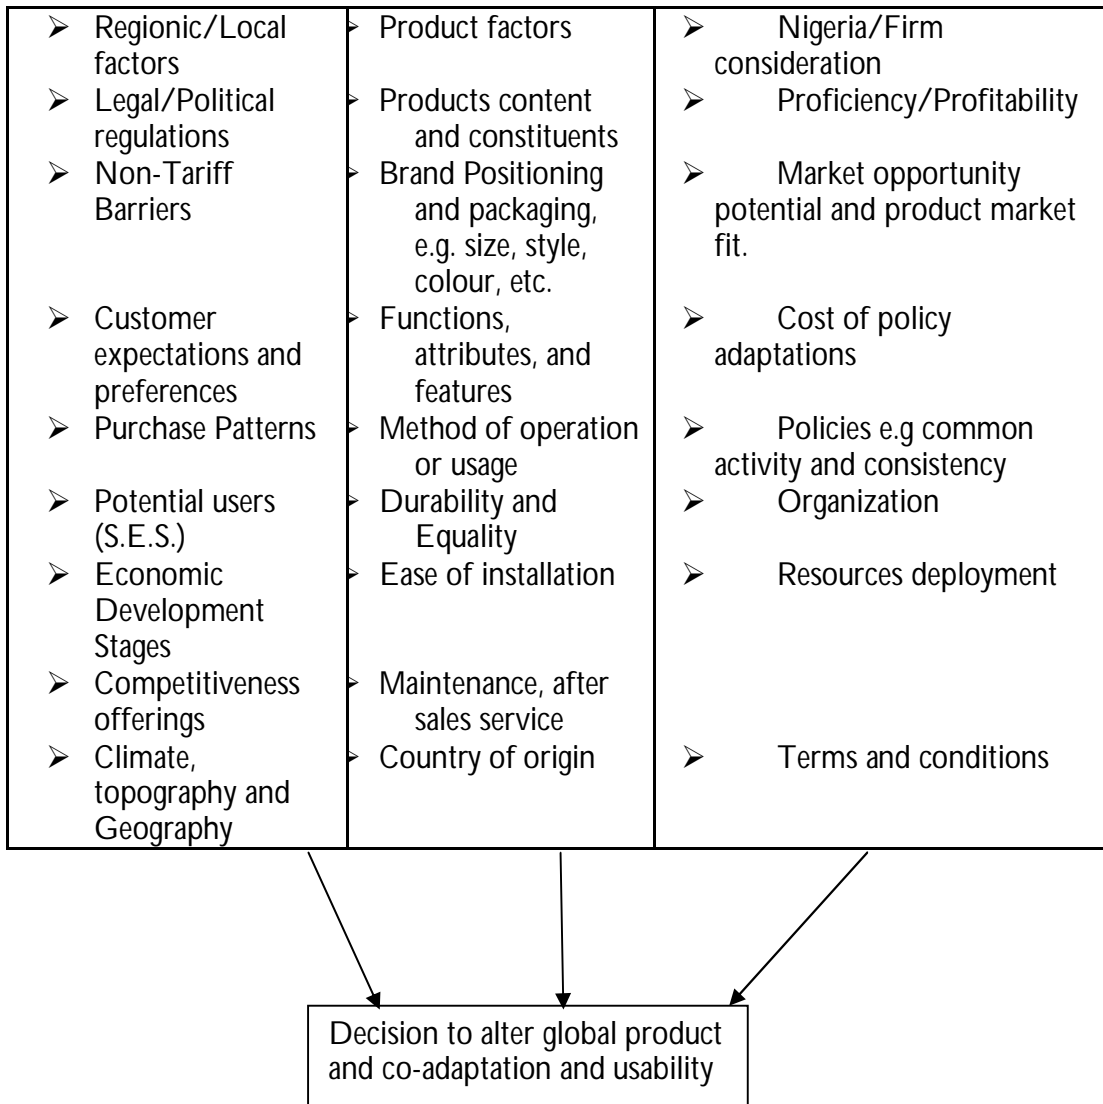 ➢ Regionic/Local
factors
➢ Legal/Political
regulations
➢ Non-Tariff
Barriers
➢ Customer
expectations and
preferences
➢ Purchase Patterns
➢ Potential users
(S.E.S.)
➢ Economic
Development
Stages
➢ Competitiveness
offerings
➢ Climate,
topography and
Geography
➢ Product factors
➢ Products content
and constituents
➢ Brand Positioning
and packaging,
e.g. size, style,
colour, etc.
➢ Functions,
attributes, and
features
➢ Method of operation
or usage
➢ Durability and
Equality
➢ Ease of installation
➢ Maintenance, after
sales service
➢ Country of origin
➢ Nigeria/Firm
consideration
➢ Proficiency/Profitability
➢ Market opportunity
potential and product market
fit.
➢ Cost of policy
adaptations
➢ Policies e.g common
activity and consistency
➢ Organization
➢ Resources deployment
➢ Terms and conditions
Decision to alter global product
and co-adaptation and usability